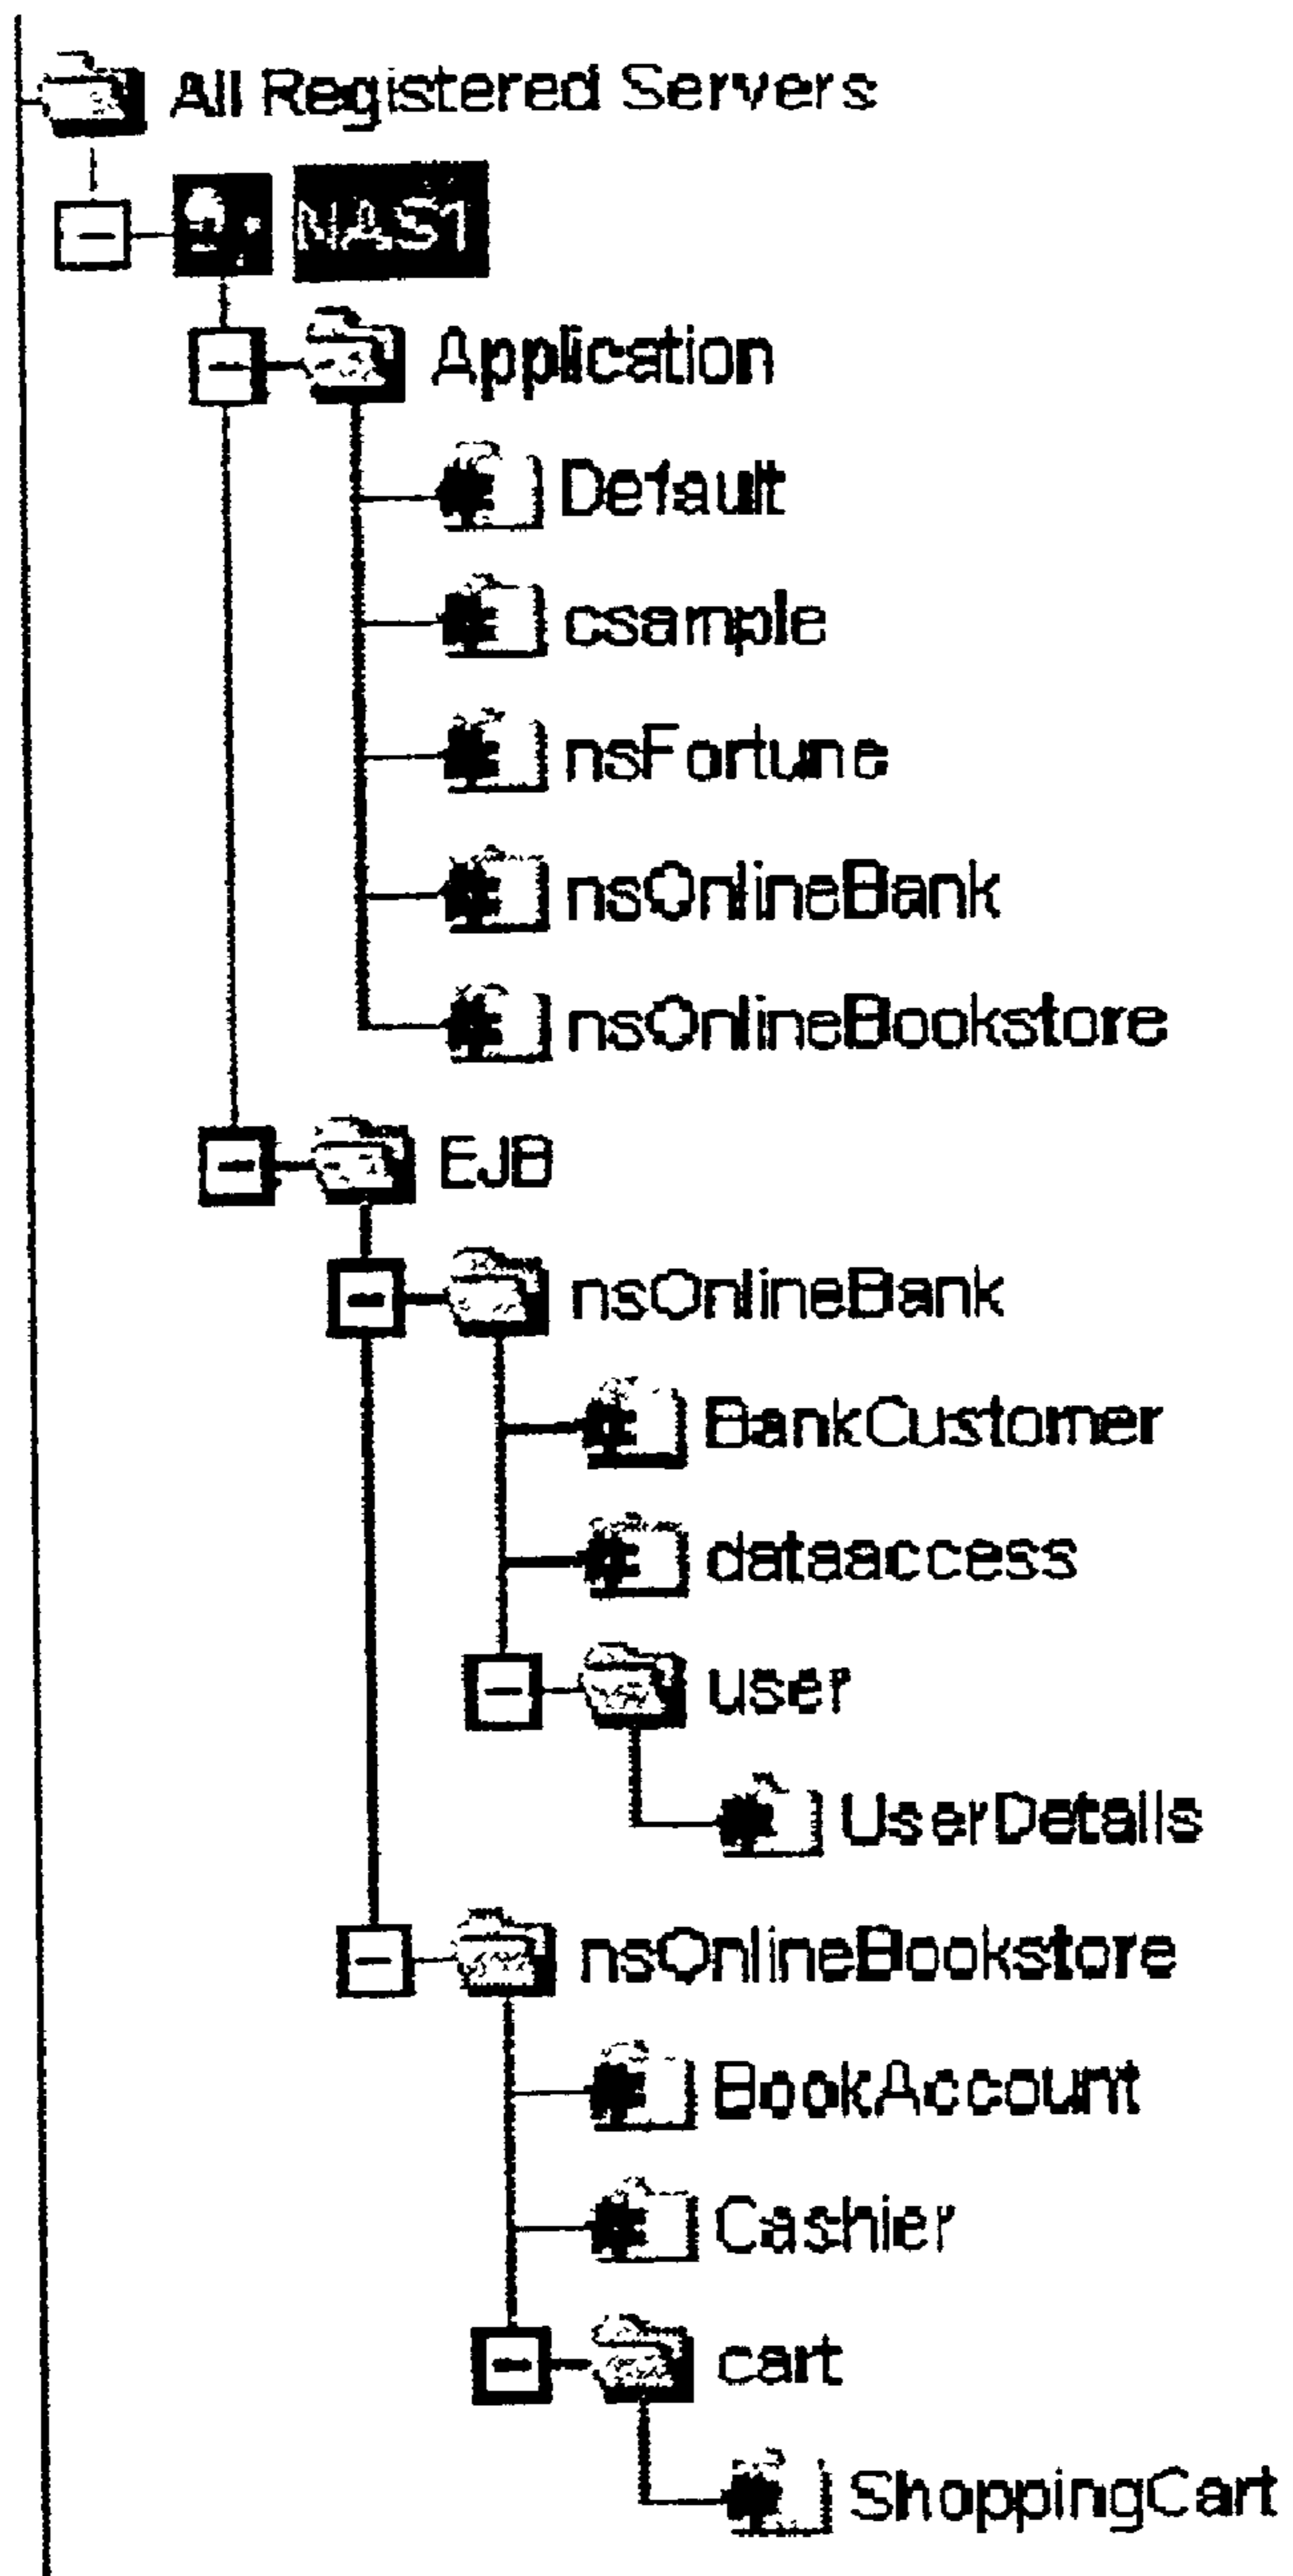 All Registered Servers
NAS1
Application
Default
csample
nsFortune
nsOnlineBank
nsOnlineBookstore
EJB
nsOnlineBank
BankCustomer
dataaccess
user
UserDetails
nsOnlineBookstore
BookAccount
Cashier
cart
ShoppingCart